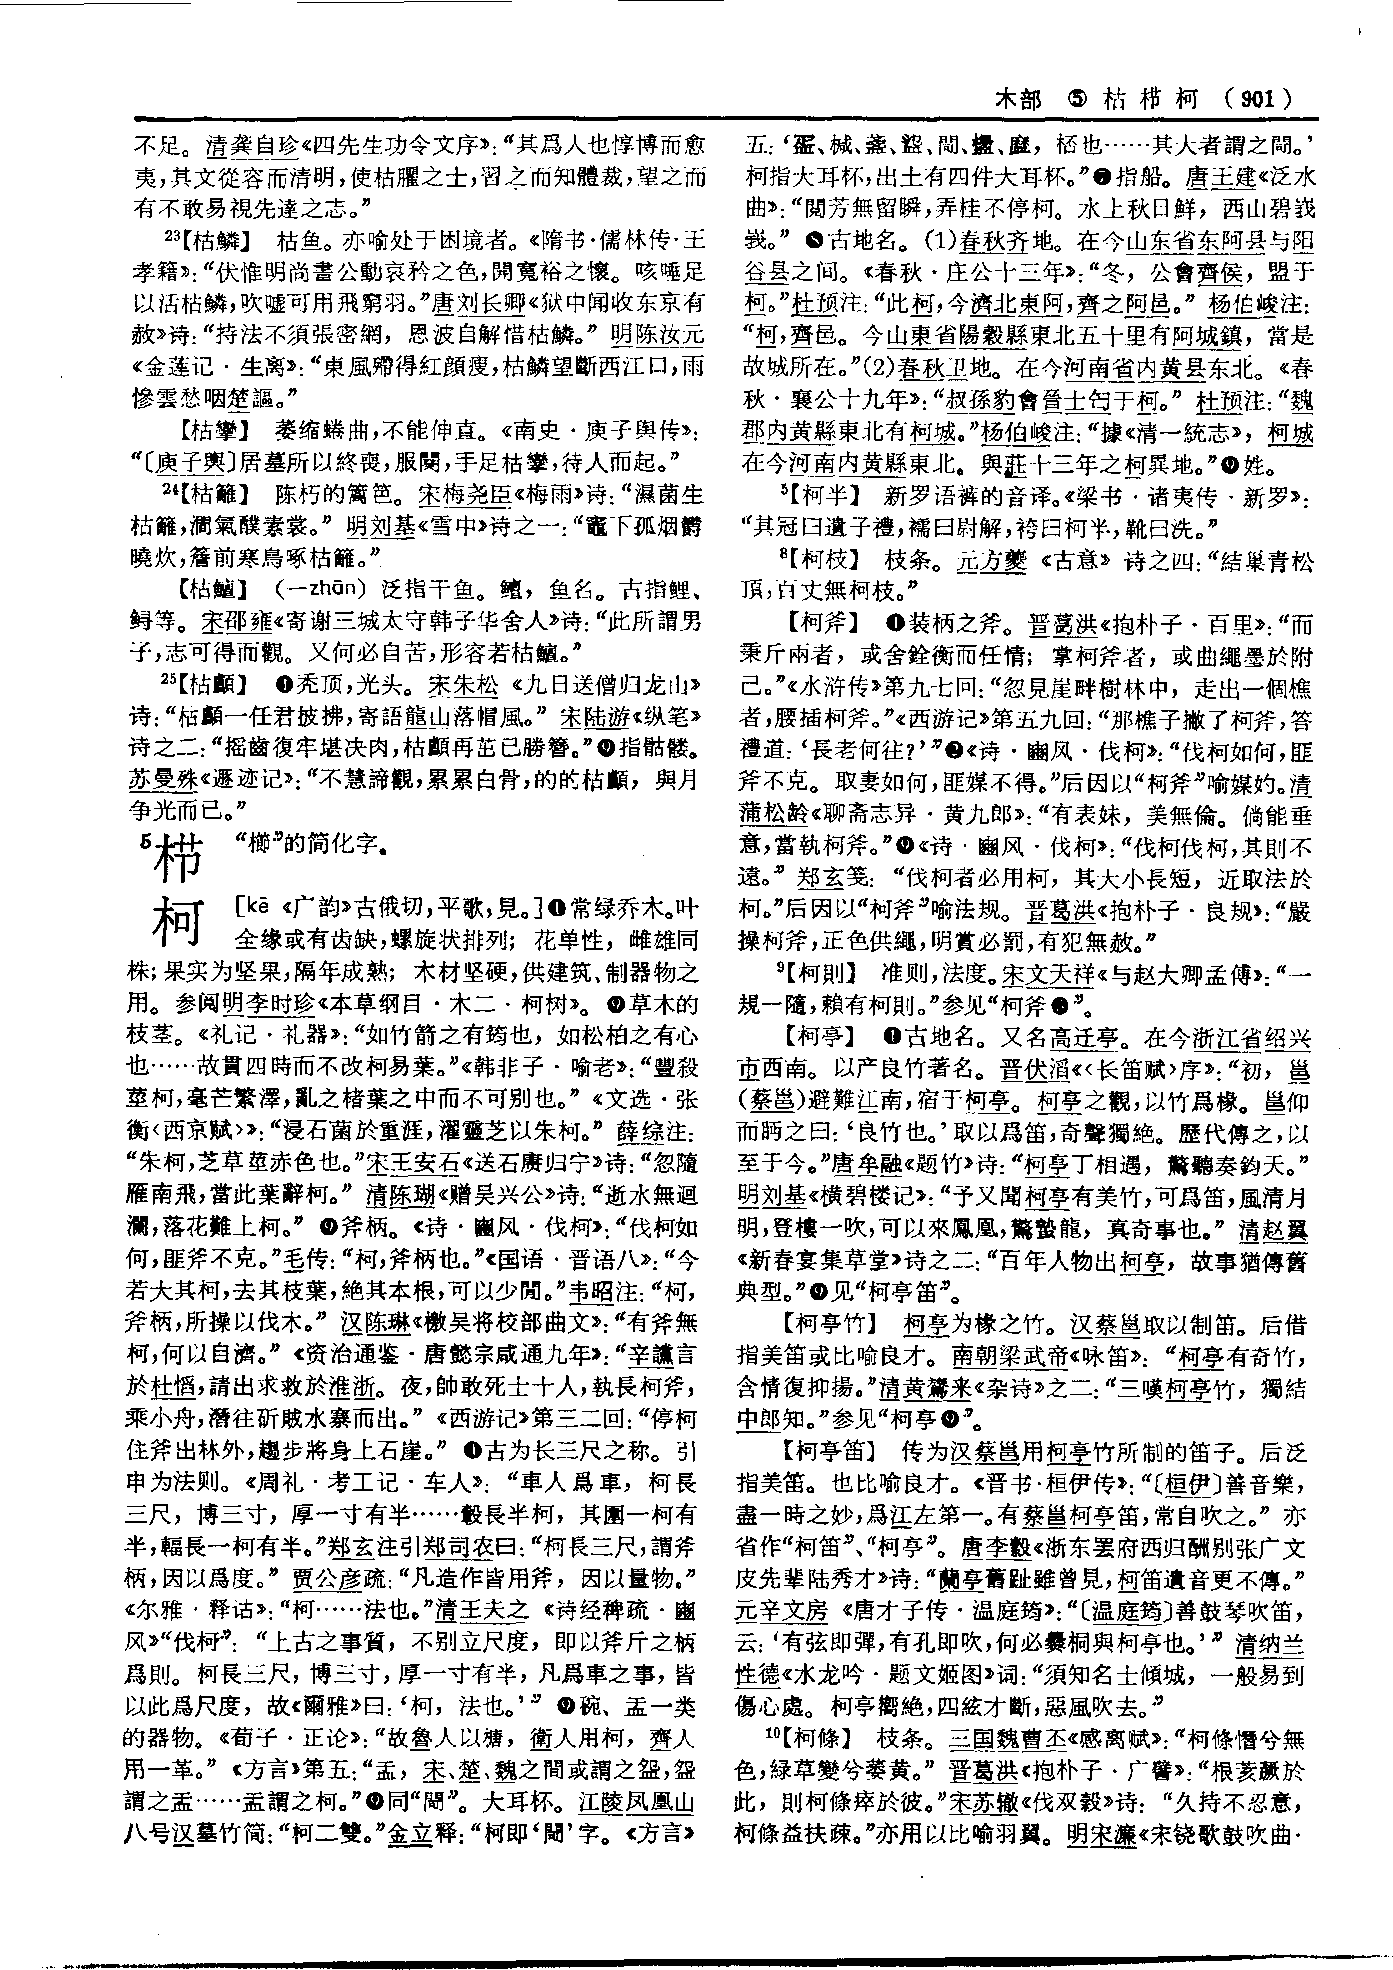 木部 ⑤ 枯栉柯 (901)
不足。清龚自珍《四先生功令文序》：“其爲人也惇博而愈
夷，其文從容而清明，使枯臞之士，習之而知體裁，望之而
有不敢易視先達之志。”
23【枯鳞】 枯鱼。亦喻处于困境者。《隋书·儒林传·王
孝籍》：“伏惟明尚書公動哀矜之色，開寬裕之懷。咳唾足
以活枯鱗，吹嘘可用飛窮羽。”唐刘长卿《狱中闻收东京有
赦》诗：“持法不須張密網，恩波自解惜枯鱗。” 明陈汝元
《金莲记·生离》：“東風殢得紅顔瘦，枯鱗望斷西江口，雨
慘雲愁咽楚謳。”
【枯攣】 萎缩蜷曲，不能伸直。《南史·庾子舆传》：
“〔庾子輿〕居墓所以終喪，服闋，手足枯攣，待人而起。”
24【枯籬】 陈朽的篱笆。宋梅尧臣《梅雨》诗：“濕菌生
枯籬，潤氣醭素裳。” 明刘基《雪中》诗之一：“竈下孤烟欝
曉炊，簷前寒鳥啄枯籬。”
【枯鱣】 （一zhān）泛指干鱼。鱣，鱼名。古指鲤、
鲟等。宋邵雍《寄谢三城太守韩子华舍人》诗：“此所謂男
子，志可得而觀。又何必自苦，形容若枯鱣。”
25【枯顱】 ❶秃顶，光头。宋朱松《九日送僧归龙山》
诗：“枯顱一任君披拂，寄語龍山落帽風。” 宋陆游《纵笔》
诗之二：“摇齒復牢堪决肉，枯顱再茁已勝簪。”❷指骷髅。
苏曼殊《遯迹记》：“不慧諦觀，累累白骨，的的枯顱，與月
争光而已。”
5栉 “櫛”的简化字。
柯 ［kē 《广韵》古俄切，平歌，見。］❶常绿乔木。叶
全缘或有齿缺，螺旋状排列；花单性，雌雄同
株；果实为坚果，隔年成熟；木材坚硬，供建筑、制器物之
用。参阅明李时珍《本草纲目·木二·柯树》。 ❷草木的
枝茎。《礼记·礼器》：“如竹箭之有筠也，如松柏之有心
也……故貫四時而不改柯易葉。”《韩非子·喻老》：“豐殺
莖柯，毫芒繁澤，亂之楮葉之中而不可别也。”《文选·张
衡〈西京赋〉》：“浸石菌於重涯，濯靈芝以朱柯。” 薛综注：
“朱柯，芝草莖赤色也。”宋王安石《送石赓归宁》诗：“忽隨
雁南飛，當此葉辭柯。” 清陈瑚《赠吴兴公》诗：“逝水無迴
瀾，落花難上柯。” ❸斧柄。《诗·豳风·伐柯》：“伐柯如
何，匪斧不克。”毛传：“柯，斧柄也。”《国语·晋语八》：“今
若大其柯，去其枝葉，絶其本根，可以少閒。”韦昭注：“柯，
斧柄，所操以伐木。” 汉陈琳《檄吴将校部曲文》：“有斧無
柯，何以自濟。”《资治通鉴·唐懿宗咸通九年》：“辛讜言
於杜慆，請出求救於淮浙。夜，帥敢死士十人，執長柯斧，
乘小舟，潛往斫賊水寨而出。”《西游记》第三二回：“停柯
住斧出林外，趨步將身上石崖。” ❹古为长三尺之称。引
申为法则。《周礼·考工记·车人》：“車人爲車，柯長
三尺，博三寸，厚一寸有半……轂長半柯，其圍一柯有
半，輻長一柯有半。”郑玄注引郑司农曰：“柯長三尺，謂斧
柄，因以爲度。” 贾公彦疏：“凡造作皆用斧，因以量物。”
《尔雅·释诂》：“柯……法也。”清王夫之《诗经稗疏·豳
风》“伐柯”：“上古之事質，不别立尺度，即以斧斤之柄
爲則。柯長三尺，博三寸，厚一寸有半，凡爲車之事，皆
以此爲尺度，故《爾雅》曰：‘柯，法也。’” ❺碗、盂一类
的器物。《荀子·正论》：“故魯人以榶，衛人用柯，齊人
用一革。”《方言》第五：“盂，宋、楚、魏之間或謂之㿾，㿾
謂之盂……盂謂之柯。”❻同“閜”。大耳杯。江陵凤凰山
八号汉墓竹简：“柯二雙。”金立释：“柯即‘閜’字。《方言》
五：‘㿿、械、盞、㿼、閜、㰕、㽀，桮也……其大者謂之閜。’
柯指大耳杯，出土有四件大耳杯。”❼指船。唐王建《泛水
曲》：“閲芳無留瞬，弄桂不停柯。水上秋日鮮，西山碧峩
峩。” ❽古地名。(1)春秋齐地。在今山东省东阿县与阳
谷县之间。《春秋·庄公十三年》：“冬，公會齊侯，盟于
柯。”杜预注：“此柯，今濟北東阿，齊之阿邑。” 杨伯峻注：
“柯，齊邑。今山東省陽穀縣東北五十里有阿城鎮，當是
故城所在。”(2)春秋卫地。在今河南省内黄县东北。《春
秋·襄公十九年》：“叔孫豹會晉士匄于柯。” 杜预注：“魏
郡内黄縣東北有柯城。”杨伯峻注：“據《清一統志》，柯城
在今河南内黄縣東北。與莊十三年之柯異地。”❾姓。
5【柯半】 新罗语裤的音译。《梁书·诸夷传·新罗》：
“其冠曰遺子禮，襦曰尉解，袴曰柯半，靴曰洗。”
8【柯枝】 枝条。元方夔《古意》诗之四：“結巢青松
頂，百丈無柯枝。”
【柯斧】 ❶装柄之斧。晋葛洪《抱朴子·百里》：“而
秉斤兩者，或舍銓衡而任情；掌柯斧者，或曲繩墨於附
己。”《水浒传》第九七回：“忽見崖畔樹林中，走出一個樵
者，腰插柯斧。”《西游记》第五九回：“那樵子撇了柯斧，答
禮道：‘長老何往？’”❷《诗·豳风·伐柯》：“伐柯如何，匪
斧不克。取妻如何，匪媒不得。”后因以“柯斧”喻媒妁。清
蒲松龄《聊斋志异·黄九郎》：“有表妹，美無倫。倘能垂
意，當執柯斧。”❸《诗·豳风·伐柯》：“伐柯伐柯，其則不
遠。” 郑玄笺：“伐柯者必用柯，其大小長短，近取法於
柯。”后因以“柯斧”喻法规。晋葛洪《抱朴子·良规》：“嚴
操柯斧，正色供繩，明賞必罰，有犯無赦。”
9【柯則】 准则，法度。宋文天祥《与赵大卿孟傅》：“一
規一隨，賴有柯則。”参见“柯斧❸”。
【柯亭】 ❶古地名。又名高迁亭。在今浙江省绍兴
市西南。以产良竹著名。晋伏滔《〈长笛赋〉序》：“初，邕
（蔡邕）避難江南，宿于柯亭。柯亭之觀，以竹爲椽。邕仰
而眄之曰：‘良竹也。’取以爲笛，奇聲獨絶。歷代傳之，以
至于今。”唐牟融《题竹》诗：“柯亭丁相遇，驚聽奏鈞天。”
明刘基《横碧楼记》：“予又聞柯亭有美竹，可爲笛，風清月
明，登樓一吹，可以來鳳凰，驚蟄龍，真奇事也。” 清赵翼
《新春宴集草堂》诗之二：“百年人物出柯亭，故事猶傳舊
典型。”❷见“柯亭笛”。
【柯亭竹】 柯亭为椽之竹。汉蔡邕取以制笛。后借
指美笛或比喻良才。南朝梁武帝《咏笛》：“柯亭有奇竹，
含情復抑揚。”清黄鷟来《杂诗》之二：“三嘆柯亭竹，獨結
中郎知。”参见“柯亭❶”。
【柯亭笛】 传为汉蔡邕用柯亭竹所制的笛子。后泛
指美笛。也比喻良才。《晋书·桓伊传》：“〔桓伊〕善音樂，
盡一時之妙，爲江左第一。有蔡邕柯亭笛，常自吹之。” 亦
省作“柯笛”、“柯亭”。唐李縠《浙东罢府西归酬别张广文
皮先辈陆秀才》诗：“蘭亭舊趾雖曾見，柯笛遺音更不傳。”
元辛文房《唐才子传·温庭筠》：“〔温庭筠〕善鼓琴吹笛，
云：‘有弦即彈，有孔即吹，何必爨桐與柯亭也。’” 清纳兰
性德《水龙吟·题文姬图》词：“須知名士傾城，一般易到
傷心處。柯亭嚮絶，四絃才斷，惡風吹去。”
10【柯條】 枝条。三国魏曹丕《感离赋》：“柯條憯兮無
色，緑草變兮萎黄。” 晋葛洪《抱朴子·广譬》：“根荄蹶於
此，則柯條瘁於彼。”宋苏辙《伐双穀》诗：“久持不忍意，
柯條益扶疎。”亦用以比喻羽翼。明宋濂《宋铙歌鼓吹曲·